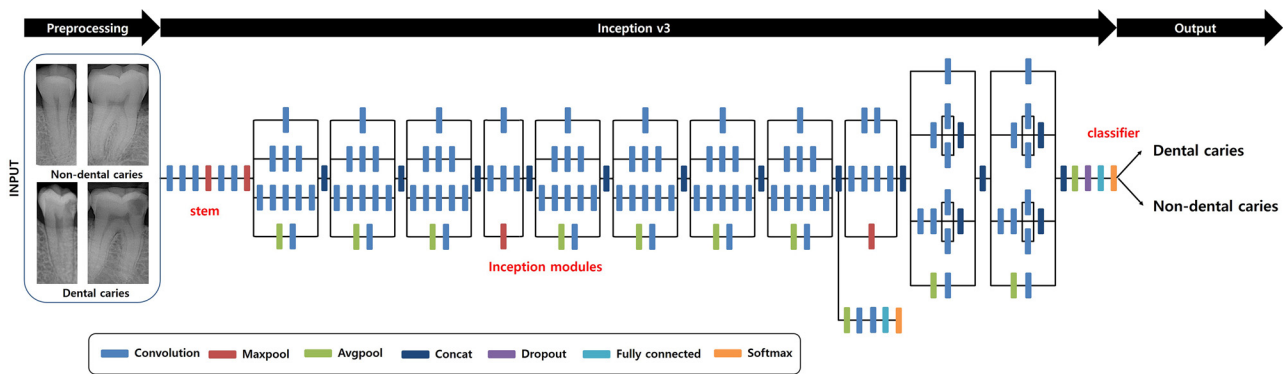 Preprocessing
Inception v3
Output
INPUT
Non-dental caries
Dental caries
stem
Inception modules
classifier
Dental caries
Non-dental caries
Convolution
Maxpool
Avgpool
Concat
Dropout
Fully connected
Softmax